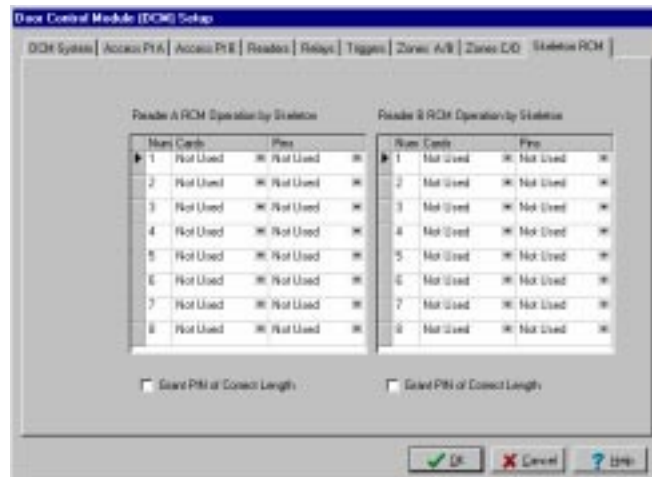 Door Control Module (DCM) Setup
DCM System Access Pt A Access Pt B Readers Relays Triggers Zones A/B Zones C/D Skeleton RCM
Reader A RCM Operation by Skeleton Reader B RCM Operation by Skeleton
Num Cards Pins Num Cards Pins
1 Not Used Not Used 1 Not Used Not Used
2 Not Used Not Used 2 Not Used Not Used
3 Not Used Not Used 3 Not Used Not Used
4 Not Used Not Used 4 Not Used Not Used
5 Not Used Not Used 5 Not Used Not Used
6 Not Used Not Used 6 Not Used Not Used
7 Not Used Not Used 7 Not Used Not Used
8 Not Used Not Used 8 Not Used Not Used
Grant PIN of Correct Length Grant PIN of Correct Length
OK Cancel Help